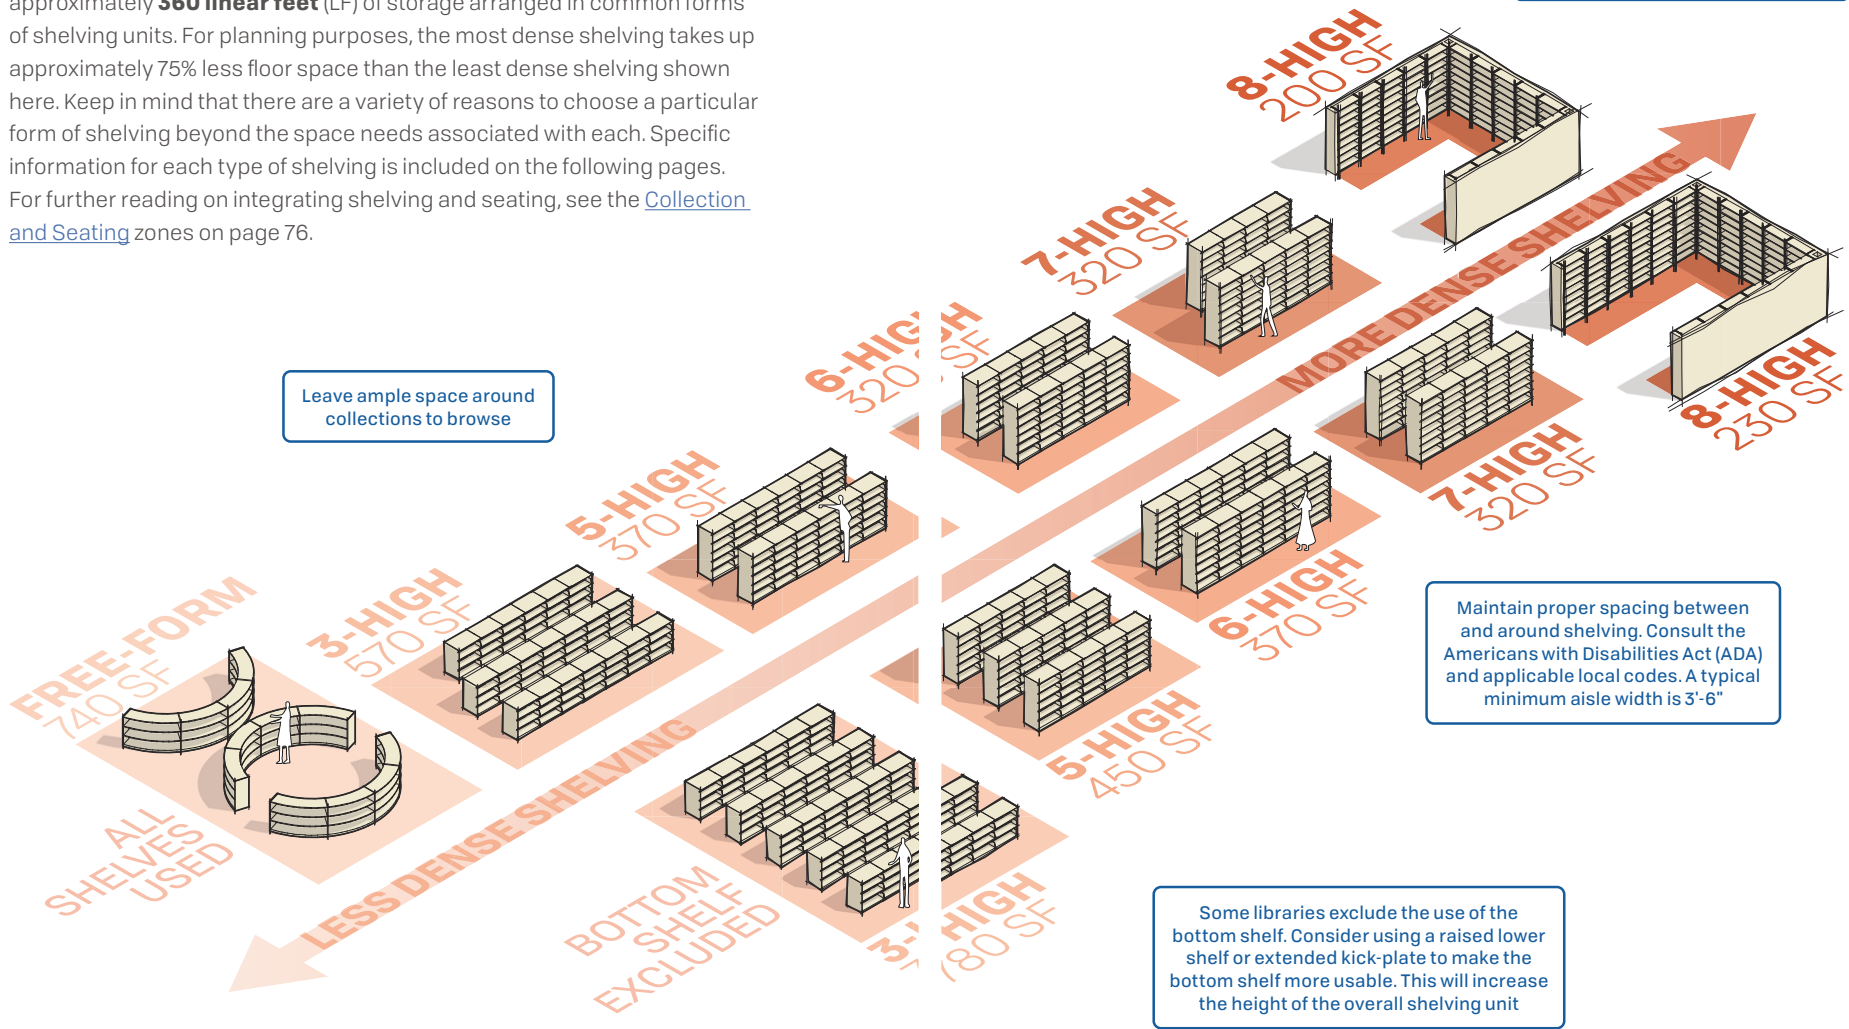 approximately 360 linear feet (LF) of storage arranged in common forms
of shelving units. For planning purposes, the most dense shelving takes up
approximately 75% less floor space than the least dense shelving shown
here. Keep in mind that there are a variety of reasons to choose a particular
form of shelving beyond the space needs associated with each. Specific
information for each type of shelving is included on the following pages.
For further reading on integrating shelving and seating, see the Collection
and Seating zones on page 76.
Leave ample space around
collections to browse
8-HIGH
200 SF
7-HIGH
320 SF
6-HIGH
320 SF
5-HIGH
370 SF
3-HIGH
570 SF
FREE-FORM
740 SF
ALL
SHELVES
USED
MORE DENSE SHELVING
LESS DENSE SHELVING
8-HIGH
230 SF
7-HIGH
320 SF
6-HIGH
370 SF
5-HIGH
450 SF
3-HIGH
780 SF
BOTTOM
SHELF
EXCLUDED
Maintain proper spacing between
and around shelving. Consult the
Americans with Disabilities Act (ADA)
and applicable local codes. A typical
minimum aisle width is 3'-6"
Some libraries exclude the use of the
bottom shelf. Consider using a raised lower
shelf or extended kick-plate to make the
bottom shelf more usable. This will increase
the height of the overall shelving unit